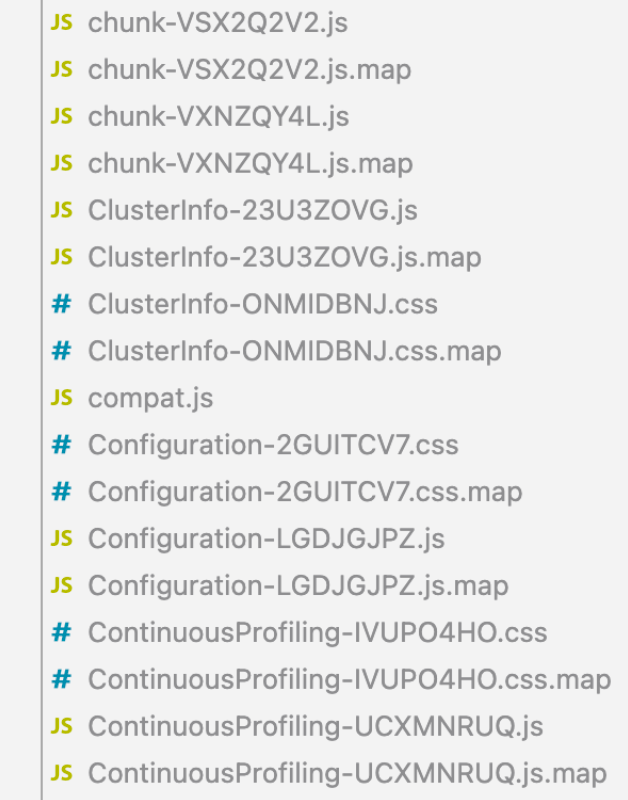 JS chunk-VSX2Q2V2.js
JS chunk-VSX2Q2V2.js.map
JS chunk-VXNZQY4L.js
JS chunk-VXNZQY4L.js.map
JS ClusterInfo-23U3ZOVG.js
JS ClusterInfo-23U3ZOVG.js.map
# ClusterInfo-ONMIDBNJ.css
# ClusterInfo-ONMIDBNJ.css.map
JS compat.js
# Configuration-2GUITCV7.css
# Configuration-2GUITCV7.css.map
JS Configuration-LGDJGJPZ.js
JS Configuration-LGDJGJPZ.js.map
# ContinuousProfiling-IVUPO4HO.css
# ContinuousProfiling-IVUPO4HO.css.map
JS ContinuousProfiling-UCXMNRUQ.js
JS ContinuousProfiling-UCXMNRUQ.js.map